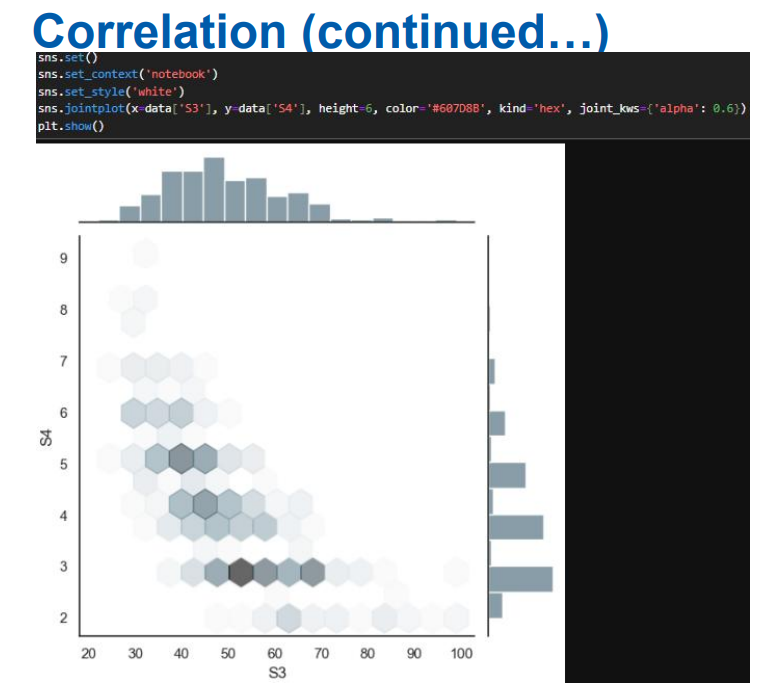 Correlation (continued...)
sns.set()
sns.set_context('notebook')
sns.set_style('white')
sns.jointplot(x=data['S3'], y=data['S4'], height=6, color='#607D8B', kind='hex', joint_kws={'alpha': 0.6})
plt.show()
9
8
7
6
5
4
3
2
S4
20 30 40 50 60 70 80 90 100
S3